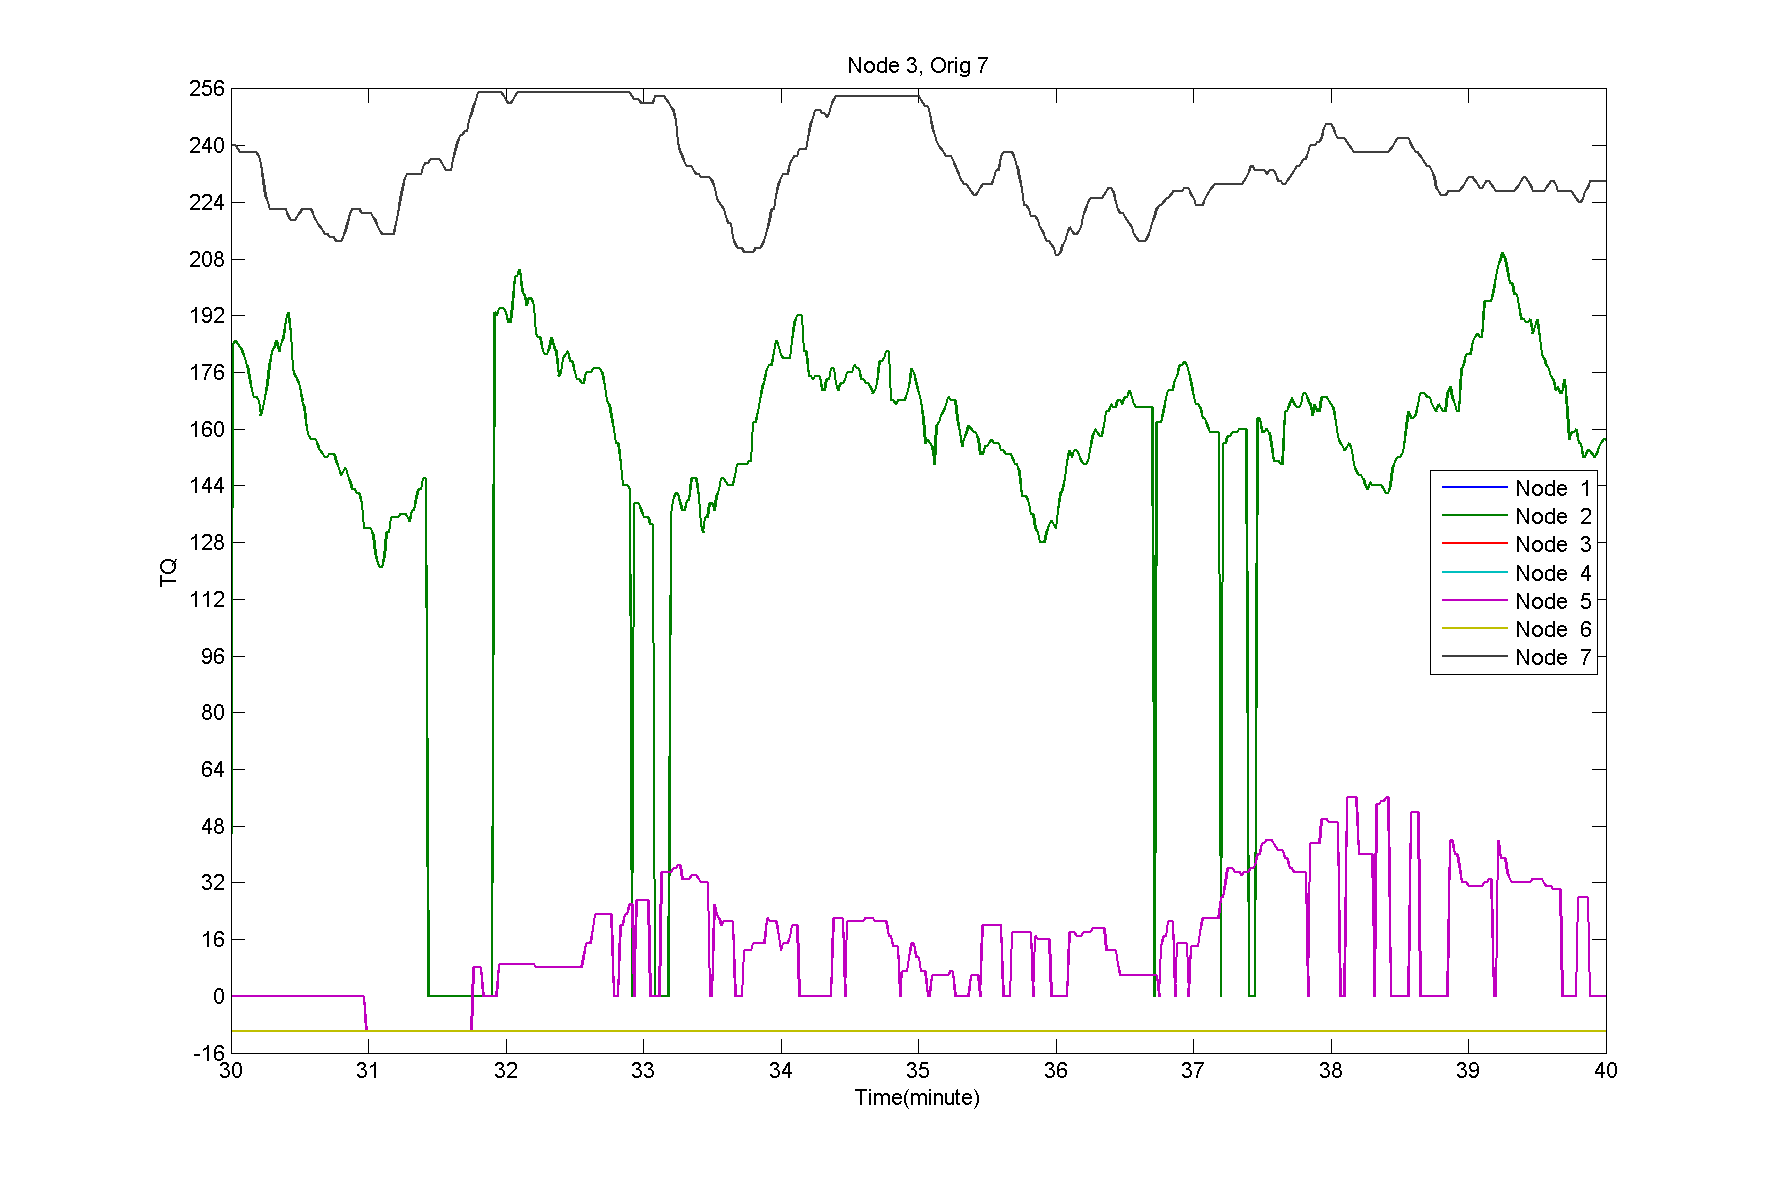 Node 3, Orig 7
256
240
224
208
192
176
160
144
128
112
96
80
64
48
32
16
0
-16
TQ
Node 1
Node 2
Node 3
Node 4
Node 5
Node 6
Node 7
30 31 32 33 34 35 36 37 38 39 40
Time(minute)